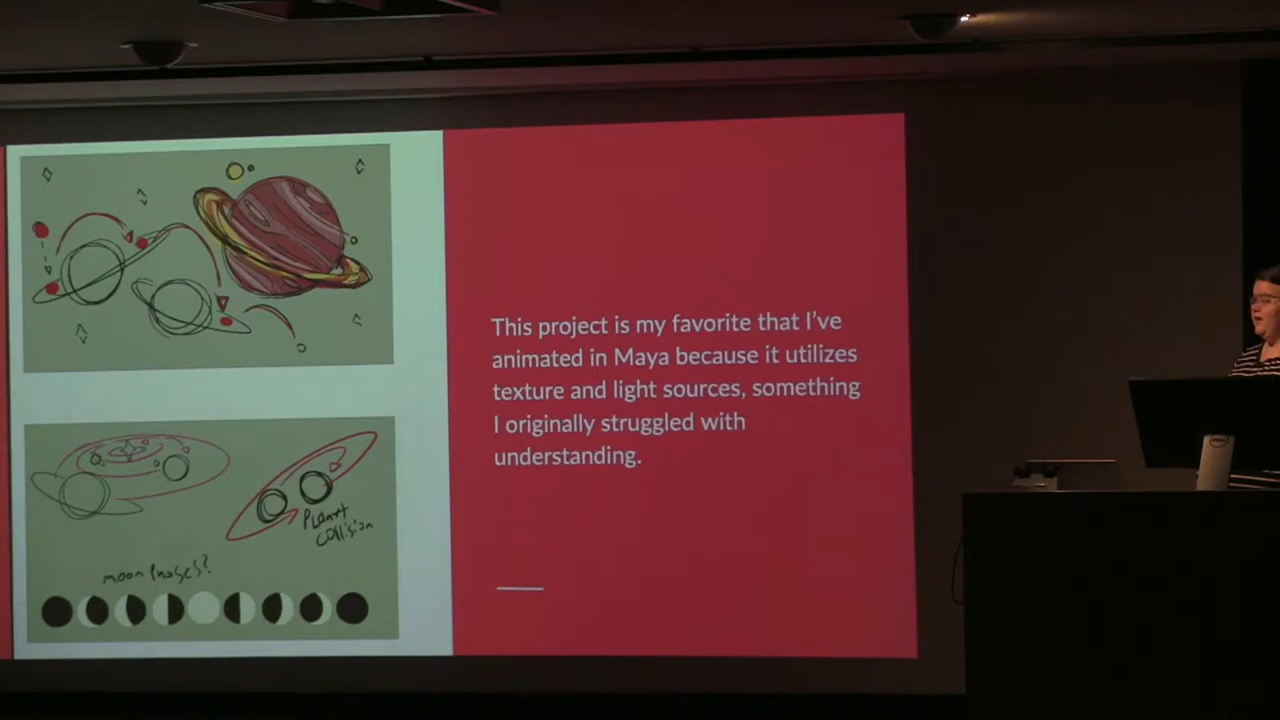 This project is my favorite that I've
animated in Maya because it utilizes
texture and light sources, something
I originally struggled with
understanding.
Planet
collision
moon Phases?
DELL